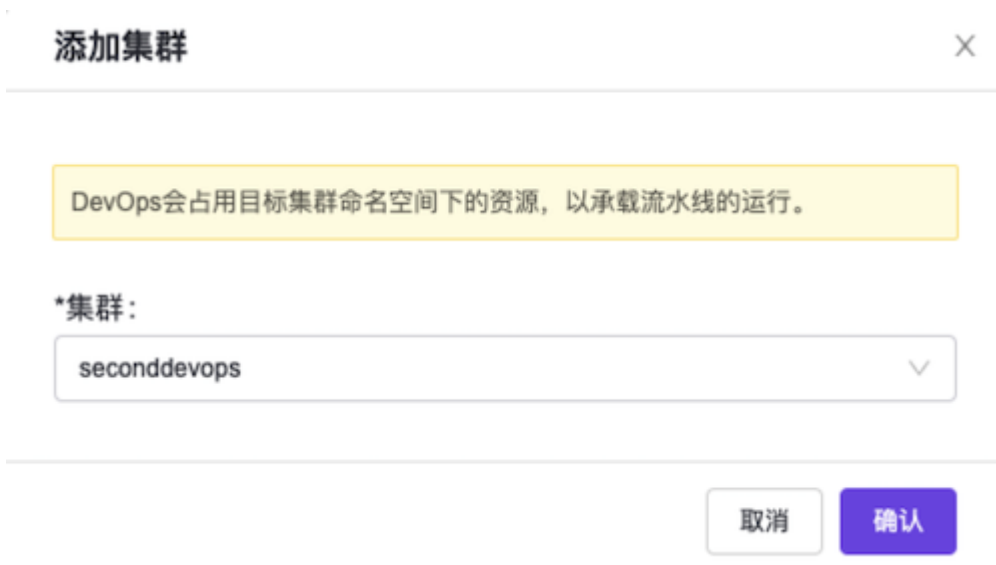 添加集群
DevOps会占用目标集群命名空间下的资源，以承载流水线的运行。
*集群：
seconddevops
取消
确认